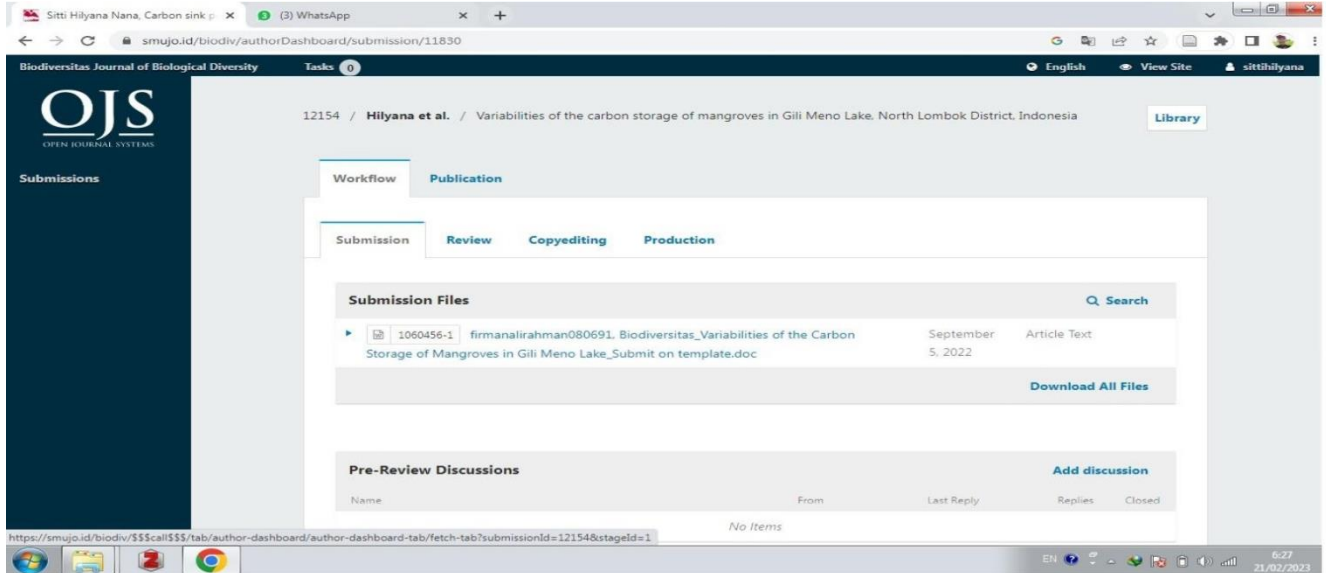 Sitti Hilyana Nana, Carbon sink p
(3) WhatsApp
smujo.id/biodiv/authorDashboard/submission/11830
Biodiversitas Journal of Biological Diversity
Tasks 0
English
View Site
sittihilyana
OJS
OPEN JOURNAL SYSTEMS
12154 / Hilyana et al. / Variabilities of the carbon storage of mangroves in Gili Meno Lake, North Lombok District, Indonesia
Library
Submissions
Workflow
Publication
Submission
Review
Copyediting
Production
Submission Files
Search
1060456-1 firmanalirahman080691, Biodiversitas_Variabilities of the Carbon
Storage of Mangroves in Gili Meno Lake_Submit on template.doc
September
5, 2022
Article Text
Download All Files
Pre-Review Discussions
Add discussion
Name
From
Last Reply
Replies
Closed
No Items
https://smujo.id/biodiv/$$$call$$$/tab/author-dashboard/author-dashboard-tab/fetch-tab?submissionId=12154&stageId=1
EN
6:27
21/02/2023